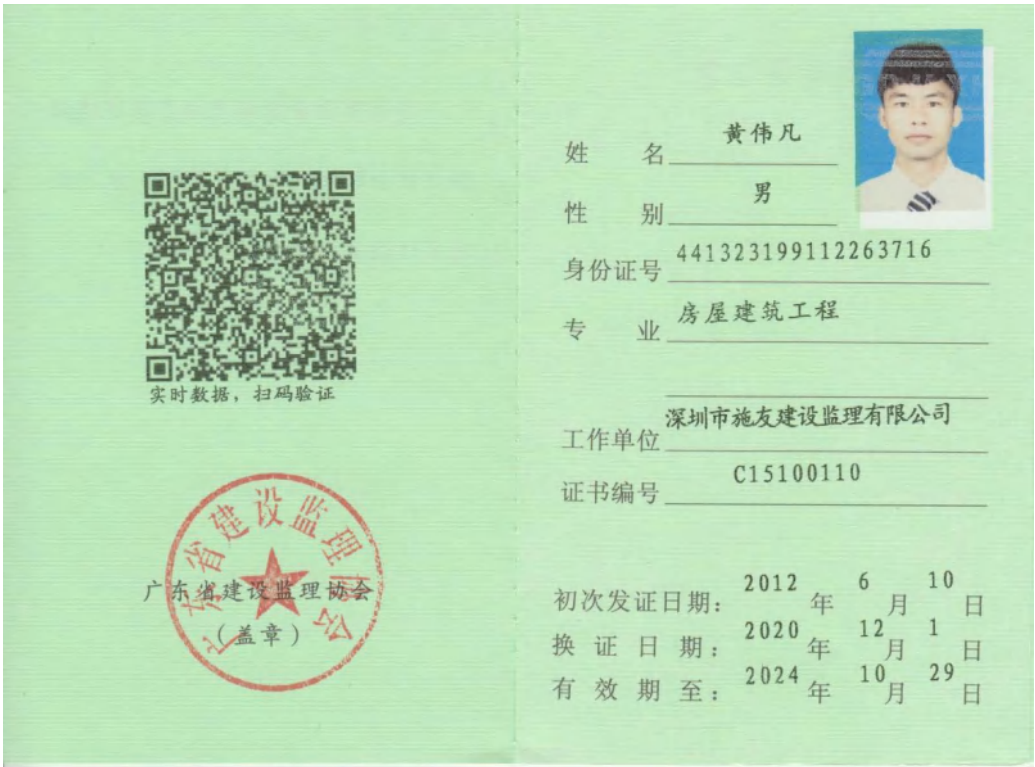 实时数据，扫码验证
广东省建设监理协会
广东省建设监理协会
（盖章）
姓 名 黄伟凡
性 别 男
身份证号 441323199112263716
专 业 房屋建筑工程
工作单位 深圳市施友建设监理有限公司
证书编号 C15100110
初次发证日期： 2012 年 6 月 10 日
换 证 日 期： 2020 年 12 月 1 日
有 效 期 至： 2024 年 10 月 29 日